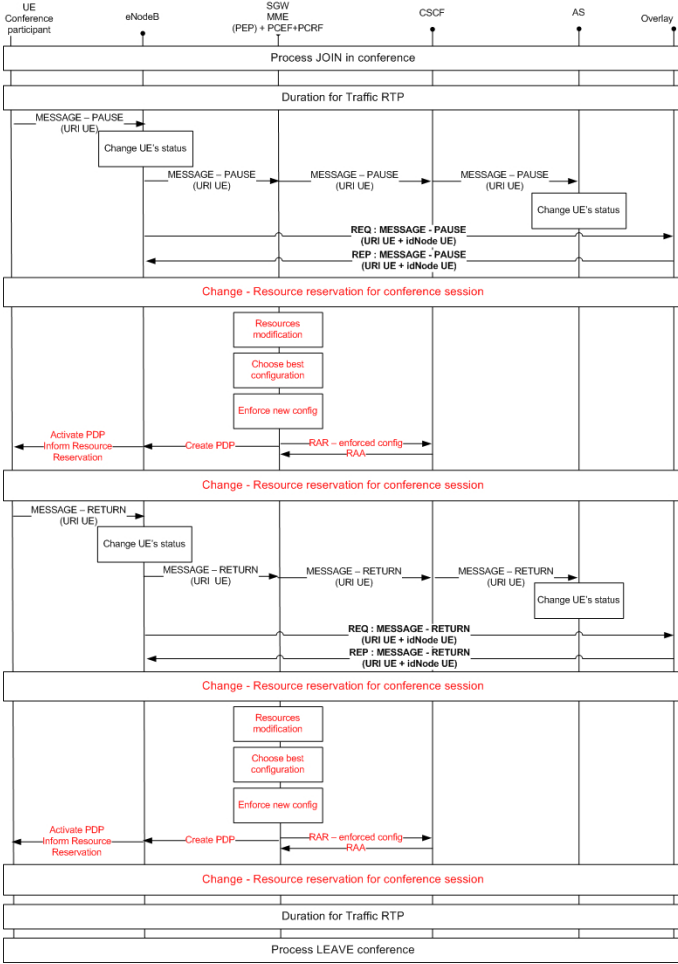 UE
Conference
participant
eNodeB
SGW
MME
(PEP) + PCEF+PCRF
CSCF
AS
Overlay
Process JOIN in conference
Duration for Traffic RTP
MESSAGE – PAUSE
(URI UE)
Change UE's status
MESSAGE – PAUSE
(URI UE)
MESSAGE – PAUSE
(URI UE)
MESSAGE – PAUSE
(URI UE)
Change UE's status
REQ : MESSAGE - PAUSE
(URI UE + idNode UE)
REP : MESSAGE - PAUSE
(URI UE + idNode UE)
Change - Resource reservation for conference session
Resources
modification
Choose best
configuration
Enforce new config
Activate PDP
Inform Resource
Reservation
Create PDP
RAR – enforced config
RAA
Change - Resource reservation for conference session
MESSAGE – RETURN
(URI UE)
Change UE's status
MESSAGE – RETURN
(URI UE)
MESSAGE – RETURN
(URI UE)
MESSAGE – RETURN
(URI UE)
Change UE's status
REQ : MESSAGE - RETURN
(URI UE + idNode UE)
REP : MESSAGE - RETURN
(URI UE + idNode UE)
Change - Resource reservation for conference session
Resources
modification
Choose best
configuration
Enforce new config
Activate PDP
Inform Resource
Reservation
Create PDP
RAR – enforced config
RAA
Change - Resource reservation for conference session
Duration for Traffic RTP
Process LEAVE conference